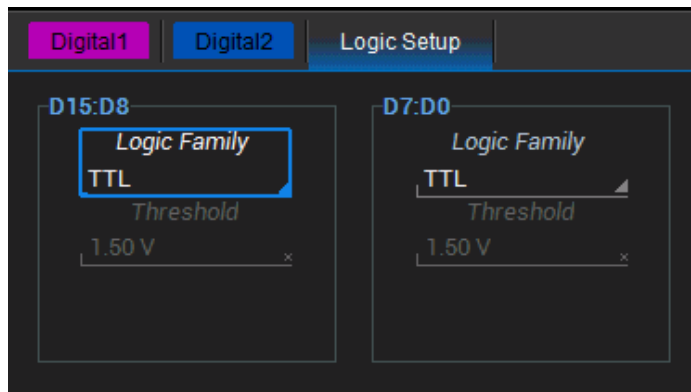 Digital1 Digital2 Logic Setup
D15:D8
Logic Family
TTL
Threshold
1.50 V
D7:D0
Logic Family
TTL
Threshold
1.50 V